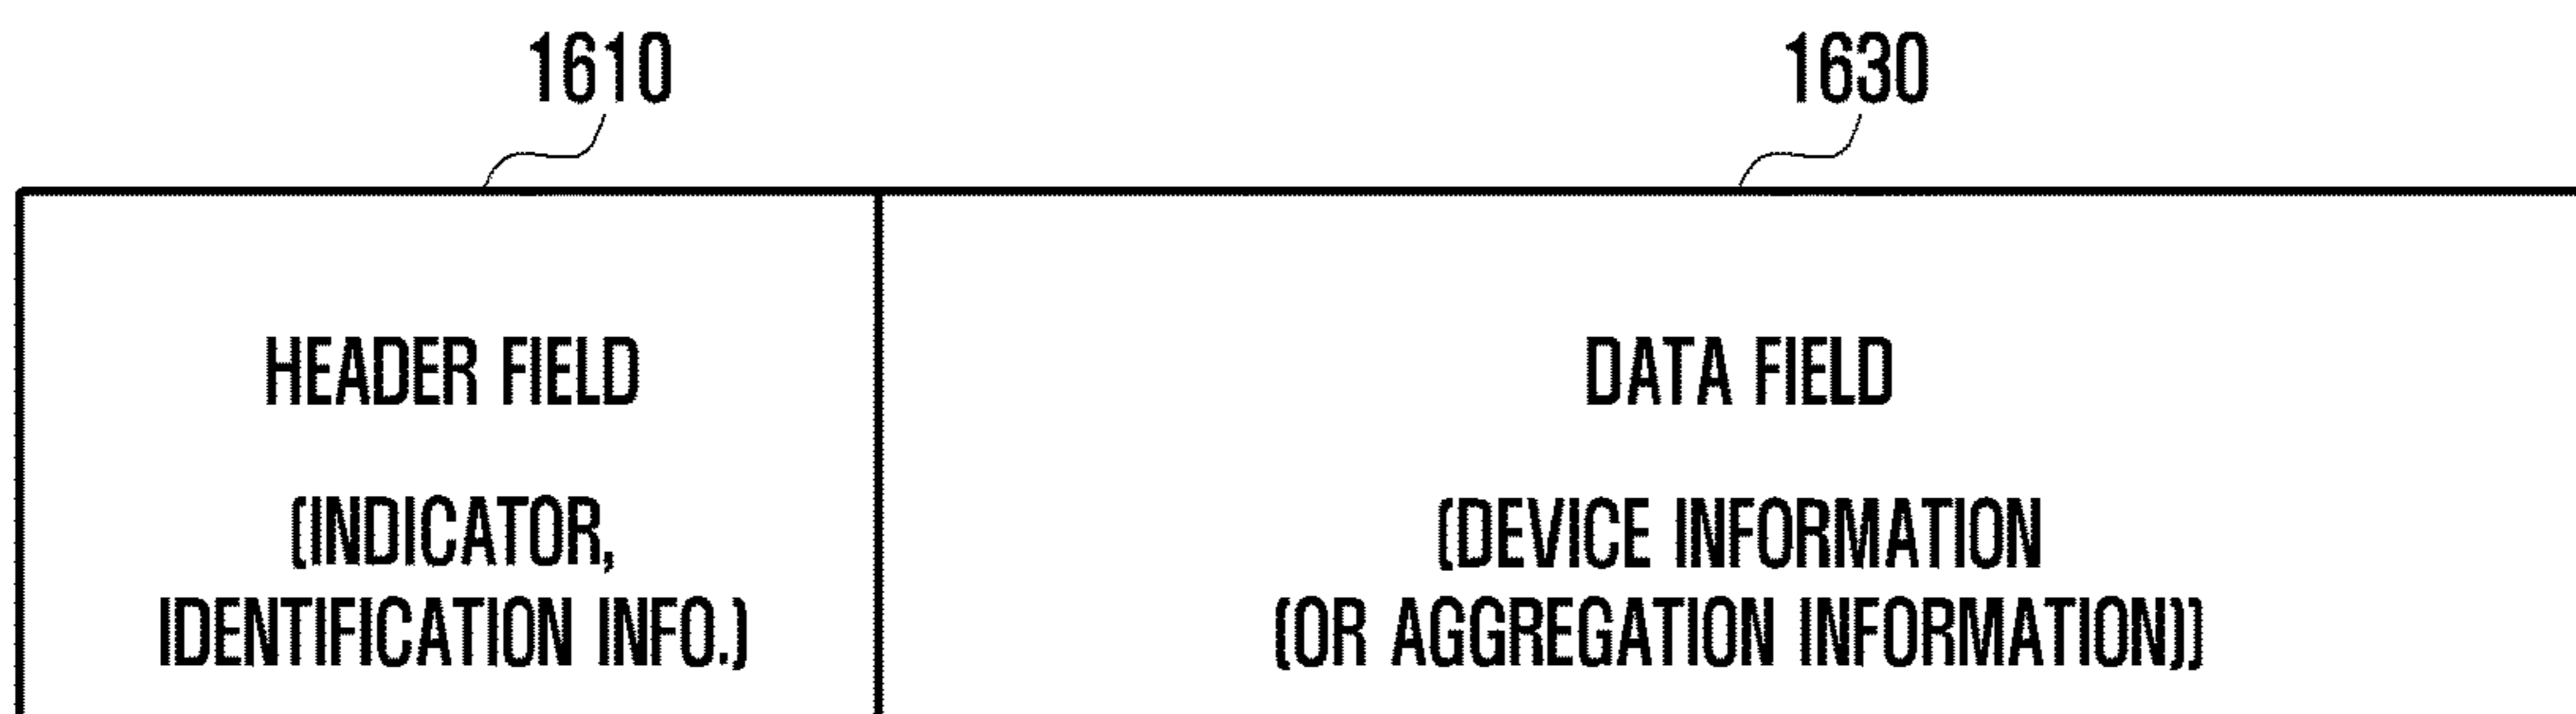 1610
1630
HEADER FIELD
(INDICATOR,
IDENTIFICATION INFO.)
DATA FIELD
(DEVICE INFORMATION
(OR AGGREGATION INFORMATION))